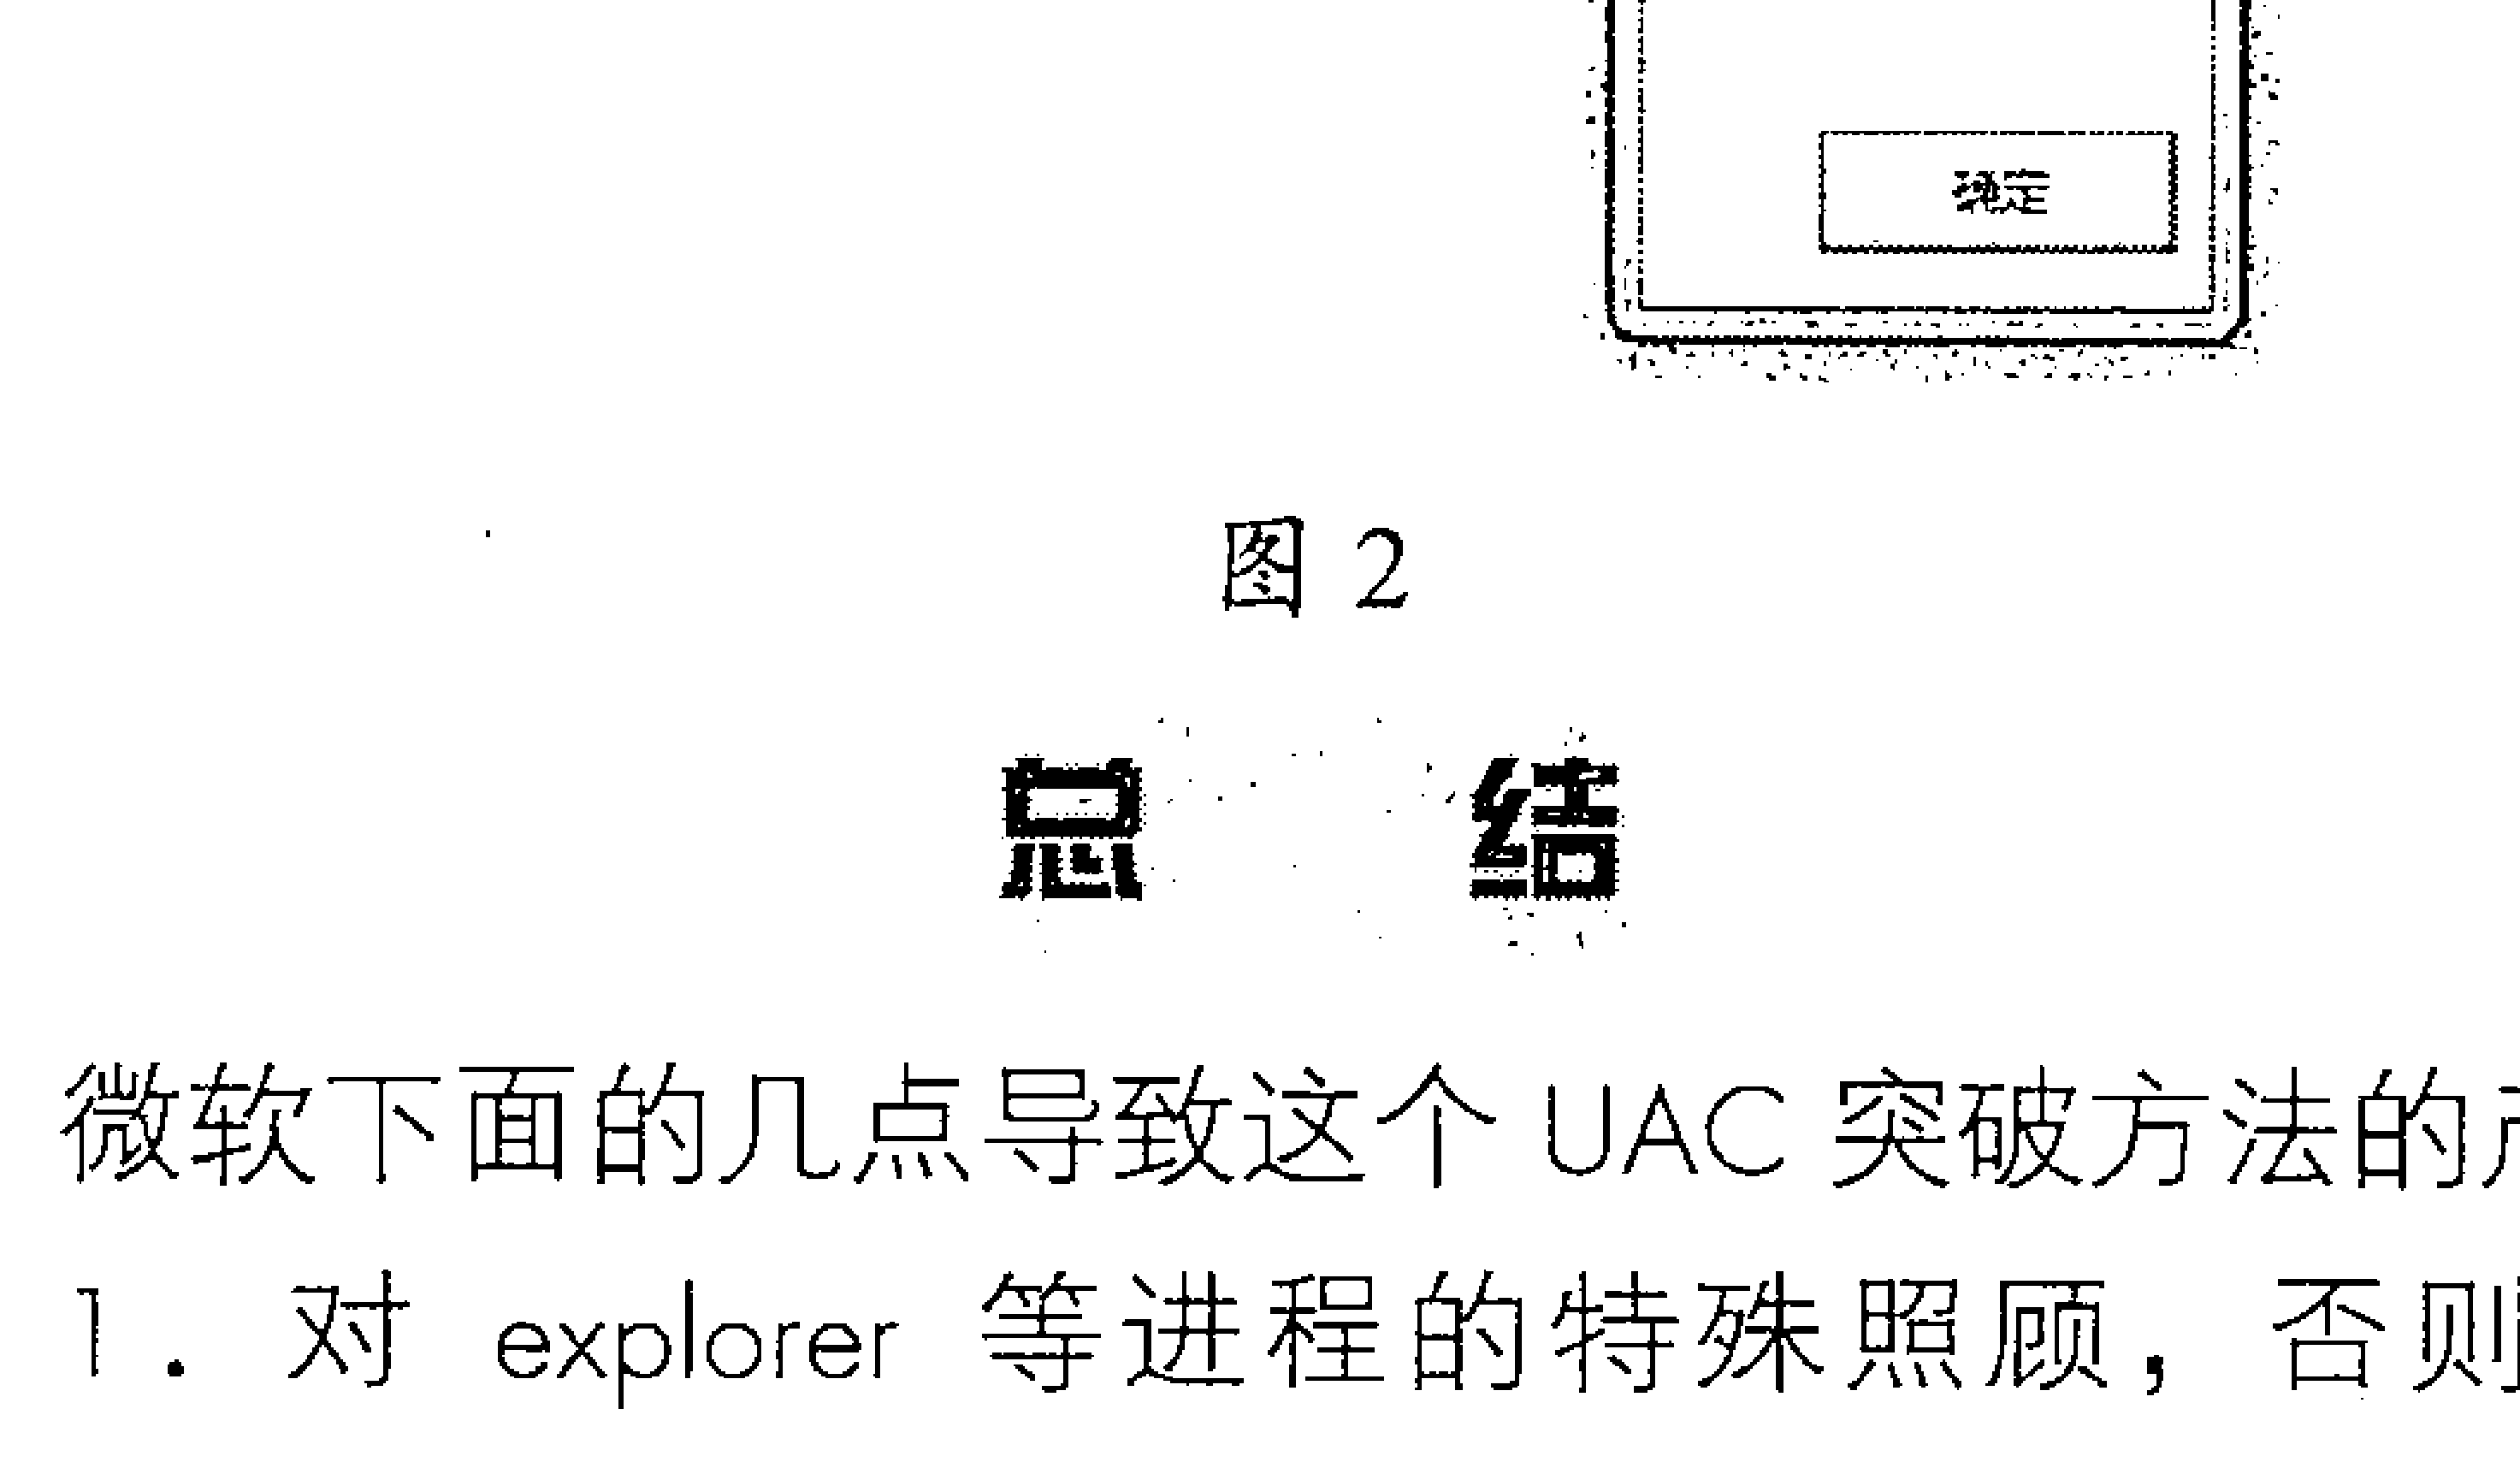 确定
图 2
总 结
微软下面的几点导致这个 UAC 突破方法的
1. 对 explorer 等进程的特殊照顾，否则